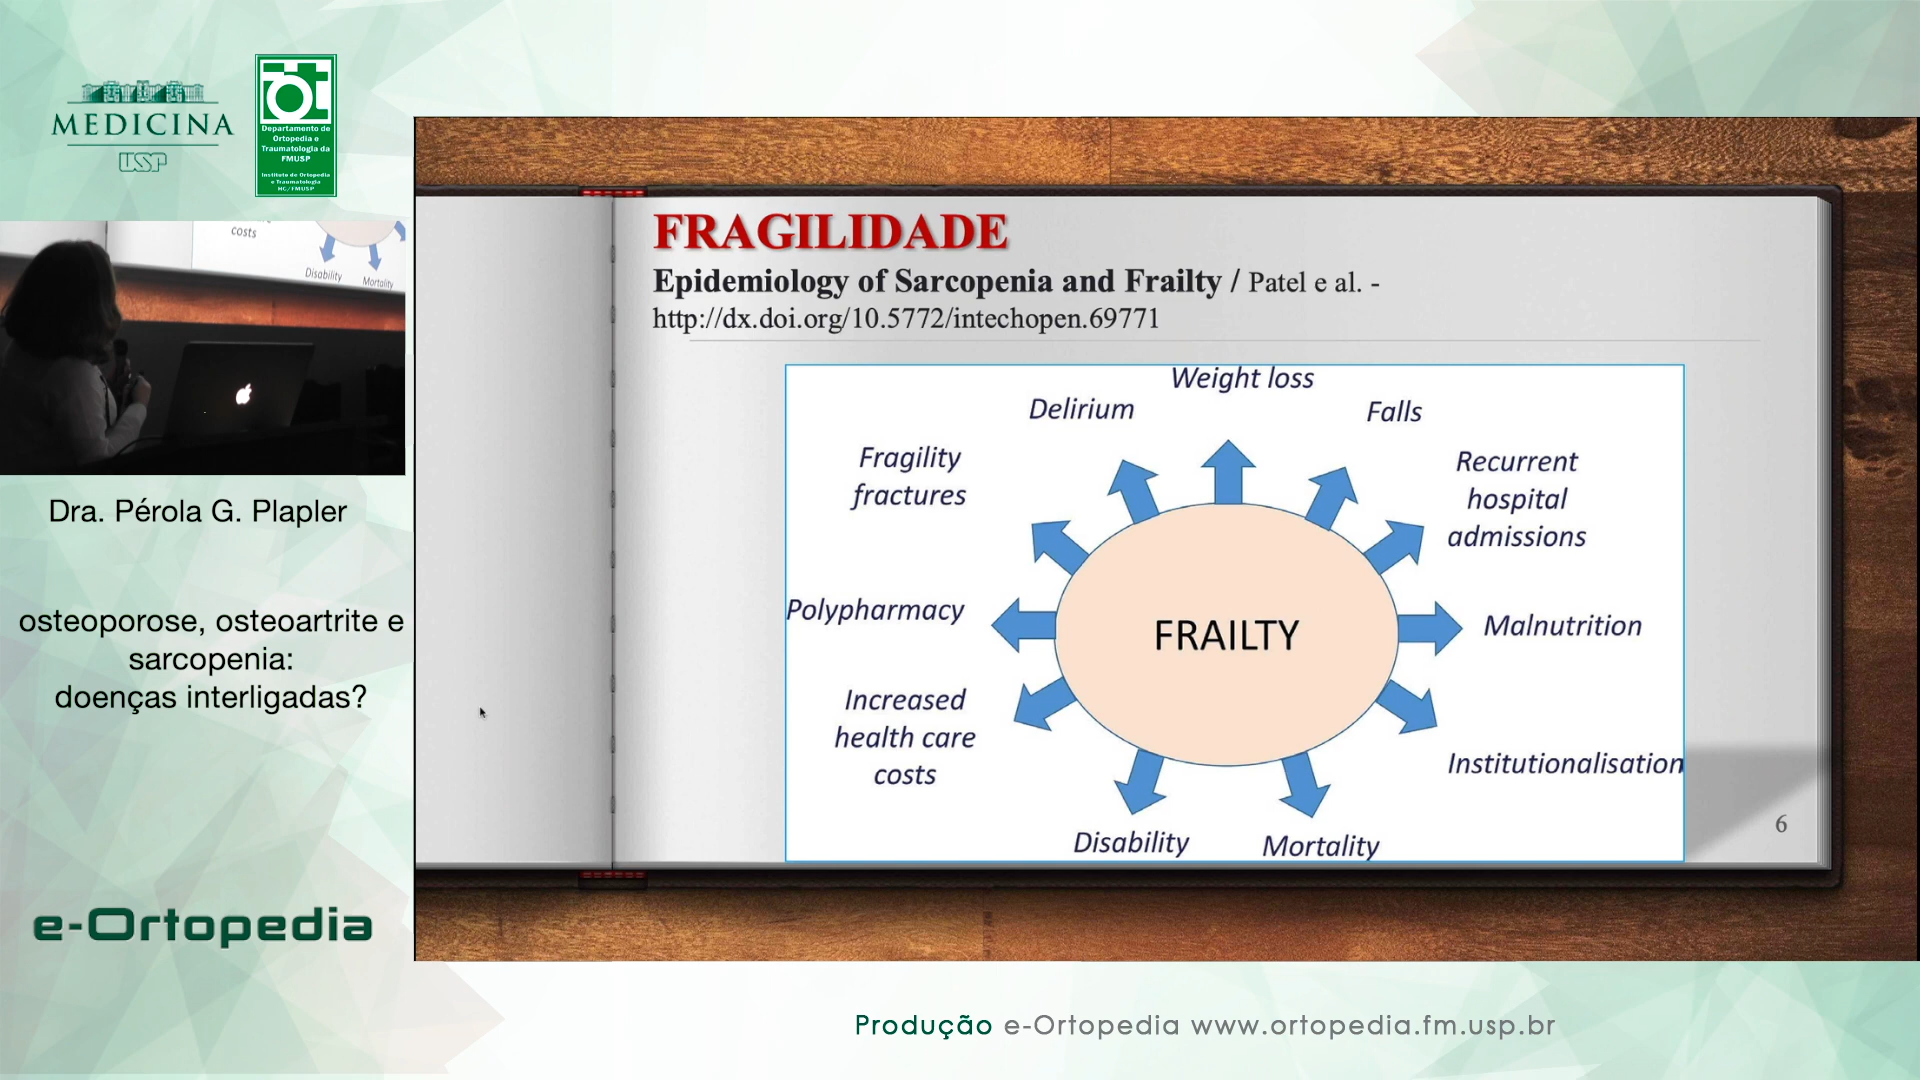 MEDICINA
USP
Departamento de
Ortopedia e
Traumatologia da
FMUSP
Instituto de Ortopedia
e Traumatologia
HC/FMUSP
costs
Disability
Mortality
Dra. Pérola G. Plapler
osteoporose, osteoartrite e
sarcopenia:
doenças interligadas?
e-Ortopedia
FRAGILIDADE
Epidemiology of Sarcopenia and Frailty / Patel e al. -
http://dx.doi.org/10.5772/intechopen.69771
Weight loss
Delirium
Falls
Fragility
fractures
Recurrent
hospital
admissions
Polypharmacy
FRAILTY
Malnutrition
Increased
health care
costs
Institutionalisation
Disability
Mortality
6
Produção e-Ortopedia www.ortopedia.fm.usp.br